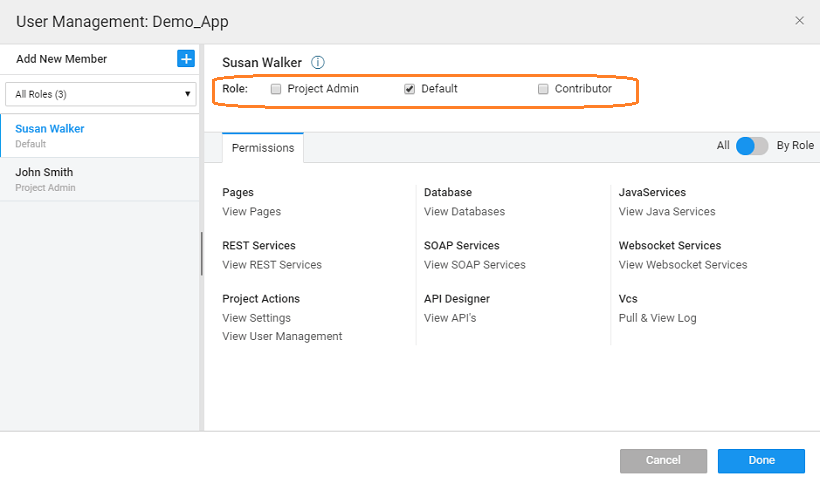 User Management: Demo_App
Add New Member
All Roles (3)
Susan Walker
Default
John Smith
Project Admin
Susan Walker
Role: Project Admin Default Contributor
Permissions
All By Role
Pages Database JavaServices
View Pages View Databases View Java Services
REST Services SOAP Services Websocket Services
View REST Services View SOAP Services View Websocket Services
Project Actions API Designer Vcs
View Settings View API's Pull & View Log
View User Management
Cancel Done